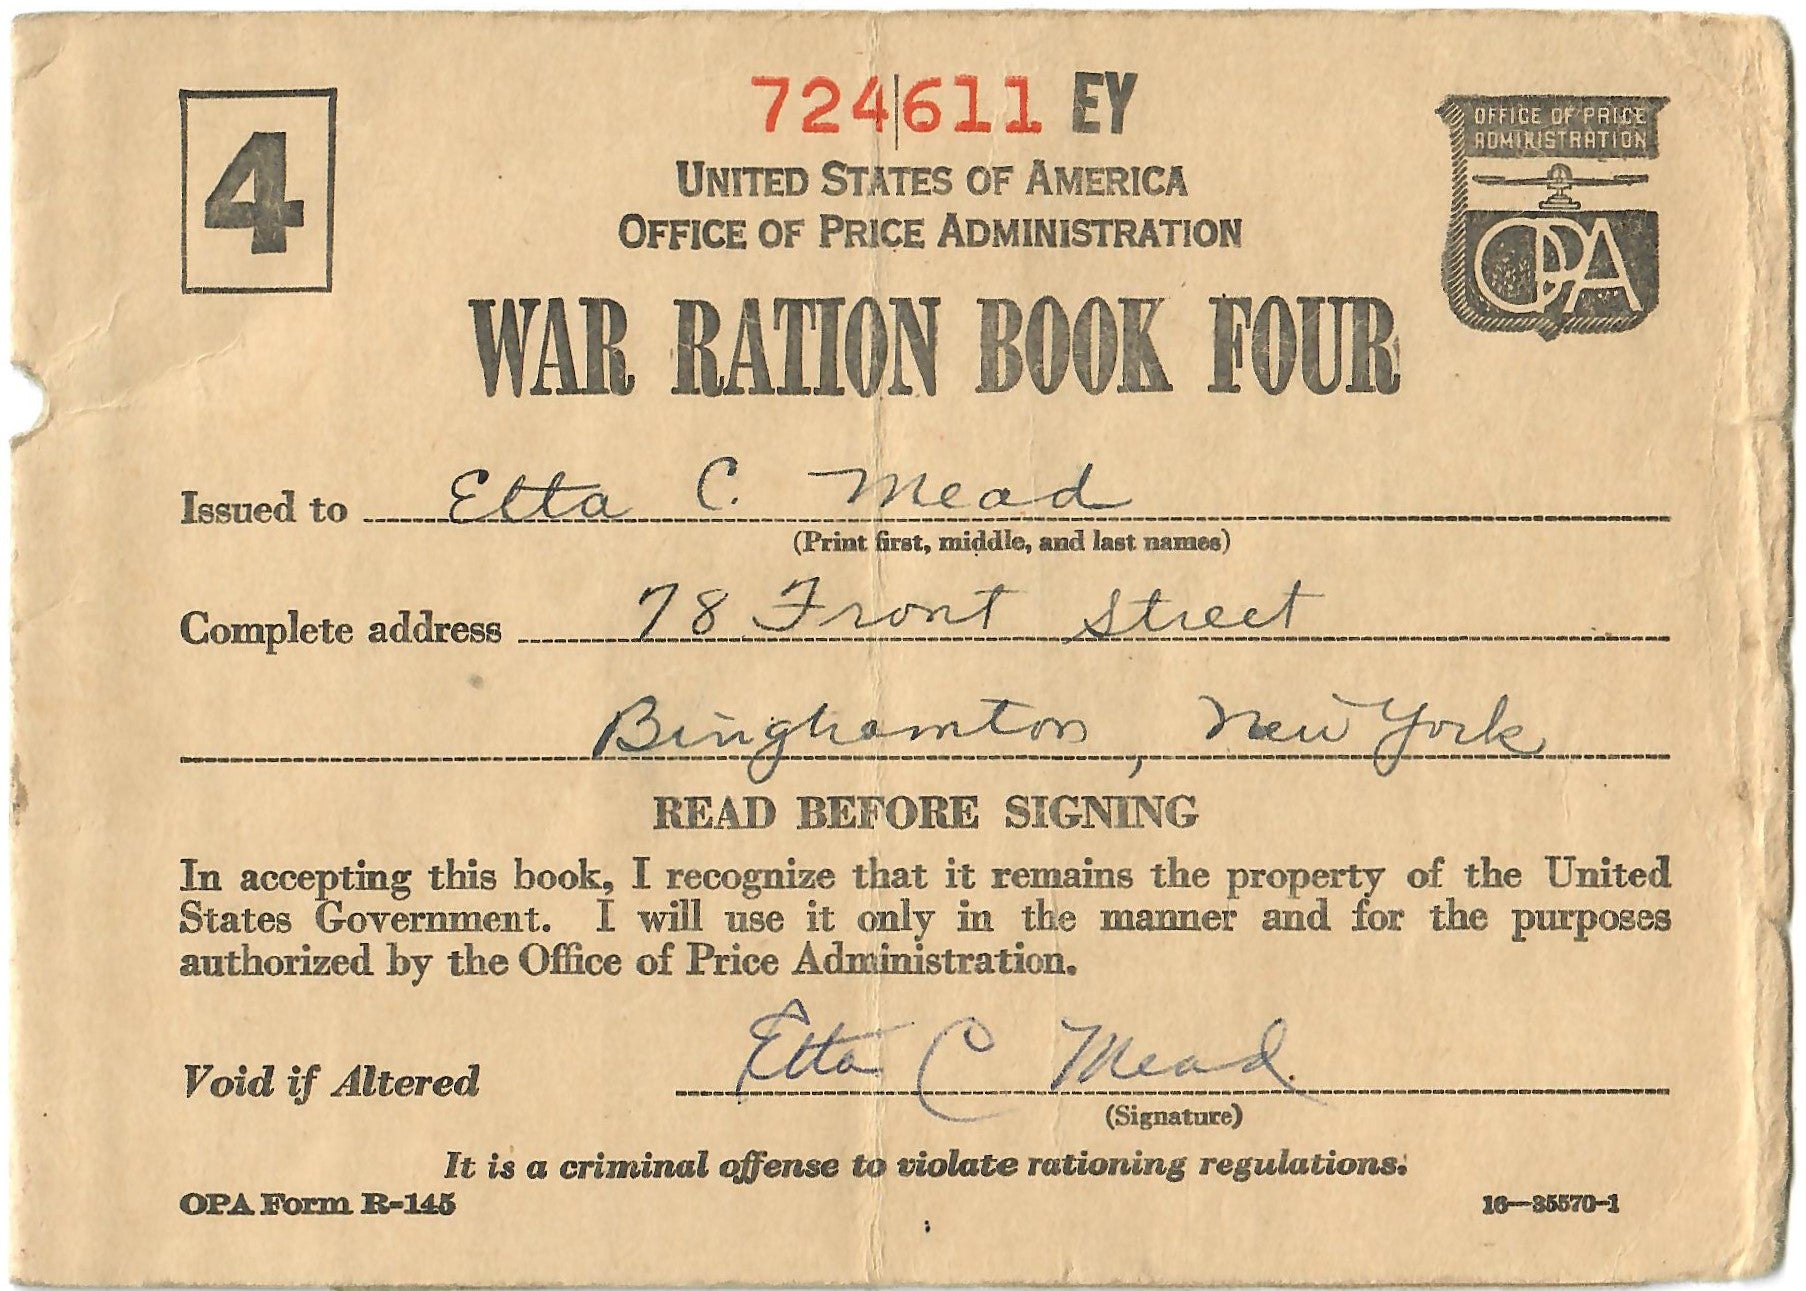 724611 EY
4
OFFICE OF PRICE
ADMINISTRATION
OPA
UNITED STATES OF AMERICA
OFFICE OF PRICE ADMINISTRATION
WAR RATION BOOK FOUR
Issued to Etta C. Mead
(Print first, middle, and last names)
Complete address 78 Front Street
Binghamton, New York
READ BEFORE SIGNING
In accepting this book, I recognize that it remains the property of the United
States Government. I will use it only in the manner and for the purposes
authorized by the Office of Price Administration.
Void if Altered Etta C Mead
(Signature)
It is a criminal offense to violate rationing regulations.
OPA Form R-145 16—35570-1